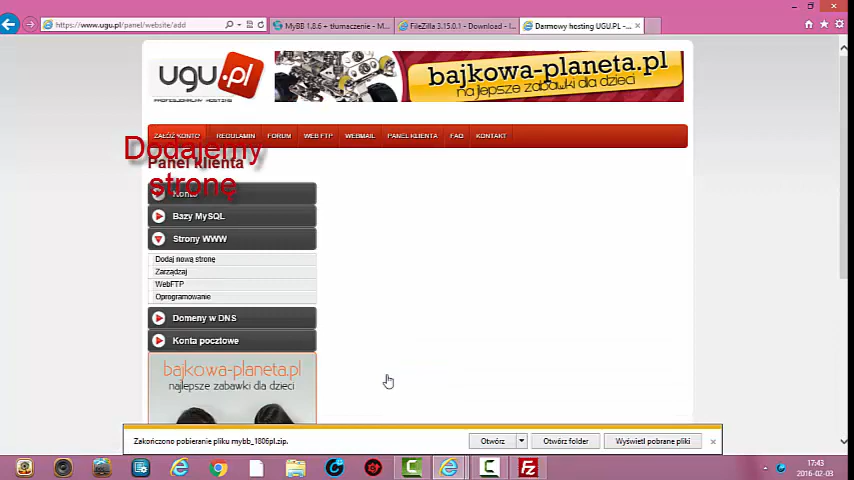 https://www.ugu.pl/panel/website/add
MyBB 1.8.6 + tłumaczenie - M...
FileZilla 3.15.0.1 - Download - I...
Darmowy hosting UGU.PL -...
ugu.pl
PROFESJONALNY HOSTING
bajkowa-planeta.pl
najlepsze zabawki dla dzieci
ZAŁÓŻ KONTO
REGULAMIN
FORUM
WEB FTP
WEBMAIL
PANEL KLIENTA
FAQ
KONTAKT
Dodajemy
stronę
Panel klienta
Konto
Bazy MySQL
Strony WWW
Dodaj nową stronę
Zarządzaj
WebFTP
Oprogramowanie
Domeny w DNS
Konta pocztowe
bajkowa-planeta.pl
najlepsze zabawki dla dzieci
Zakończono pobieranie pliku mybb_1806pl.zip.
Otwórz
Otwórz folder
Wyświetl pobrane pliki
17:43
2016-02-03